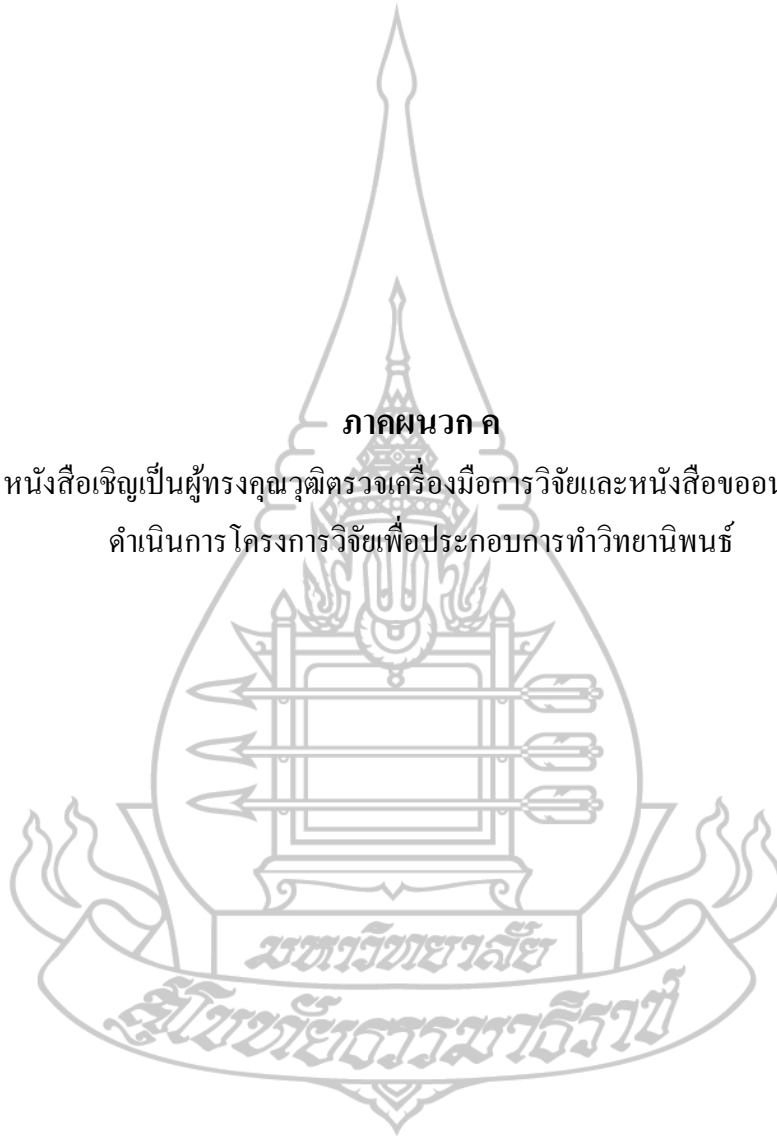 ภาคผนวก ค
หนังสือเชิญเป็นผู้ทรงคุณวุฒิตรวจเครื่องมือการวิจัยและหนังสือขออน
ดำเนินการโครงการวิจัยเพื่อประกอบการทำวิทยานิพนธ์
มหาวิทยาลัย
สุโขทัยธรรมาธิราช